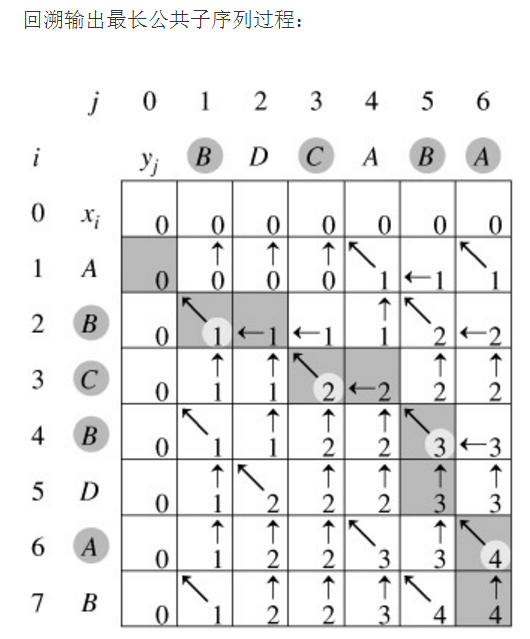 回溯输出最长公共子序列过程：
j 0 1 2 3 4 5 6
i yj B D C A B A
0 xi 0 0 0 0 0 0 0
1 A 0 ↑0 ↑0 ↑0 ↖1 ←1 ↖1
2 B 0 ↖1 ←1 ←1 ↑1 ↖2 ←2
3 C 0 ↑1 ↑1 ↖2 ←2 ↑2 ↑2
4 B 0 ↖1 ↑1 ↑2 ↑2 ↖3 ←3
5 D 0 ↑1 ↖2 ↑2 ↑2 ↑3 ↑3
6 A 0 ↑1 ↑2 ↑2 ↖3 ↑3 ↖4
7 B 0 ↖1 ↑2 ↑2 ↑3 ↖4 ↑4